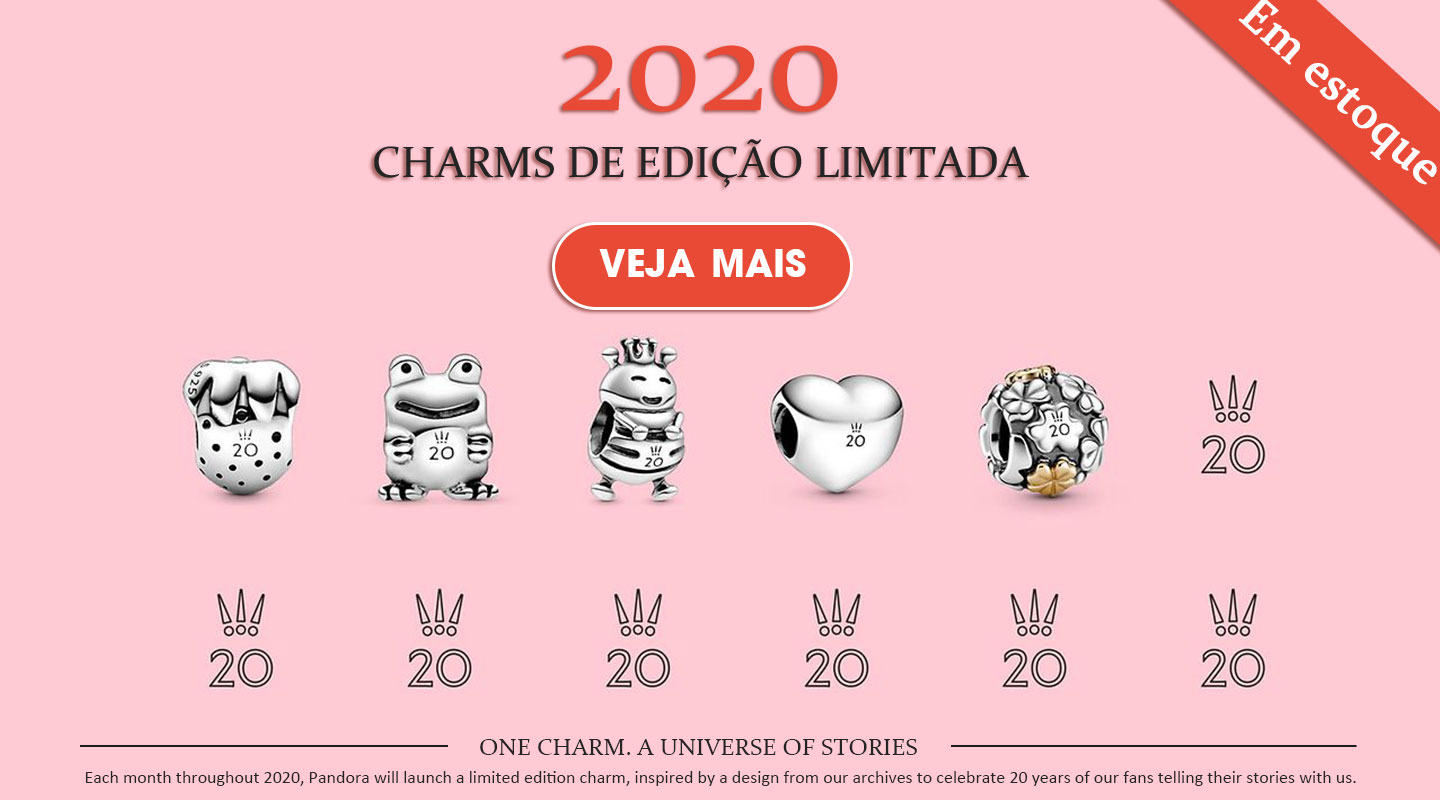 2020
Em estoque
CHARMS DE EDIÇÃO LIMITADA
VEJA MAIS
925
20
20
20
20
20
20
20
20
20
20
20
20
ONE CHARM. A UNIVERSE OF STORIES
Each month throughout 2020, Pandora will launch a limited edition charm, inspired by a design from our archives to celebrate 20 years of our fans telling their stories with us.